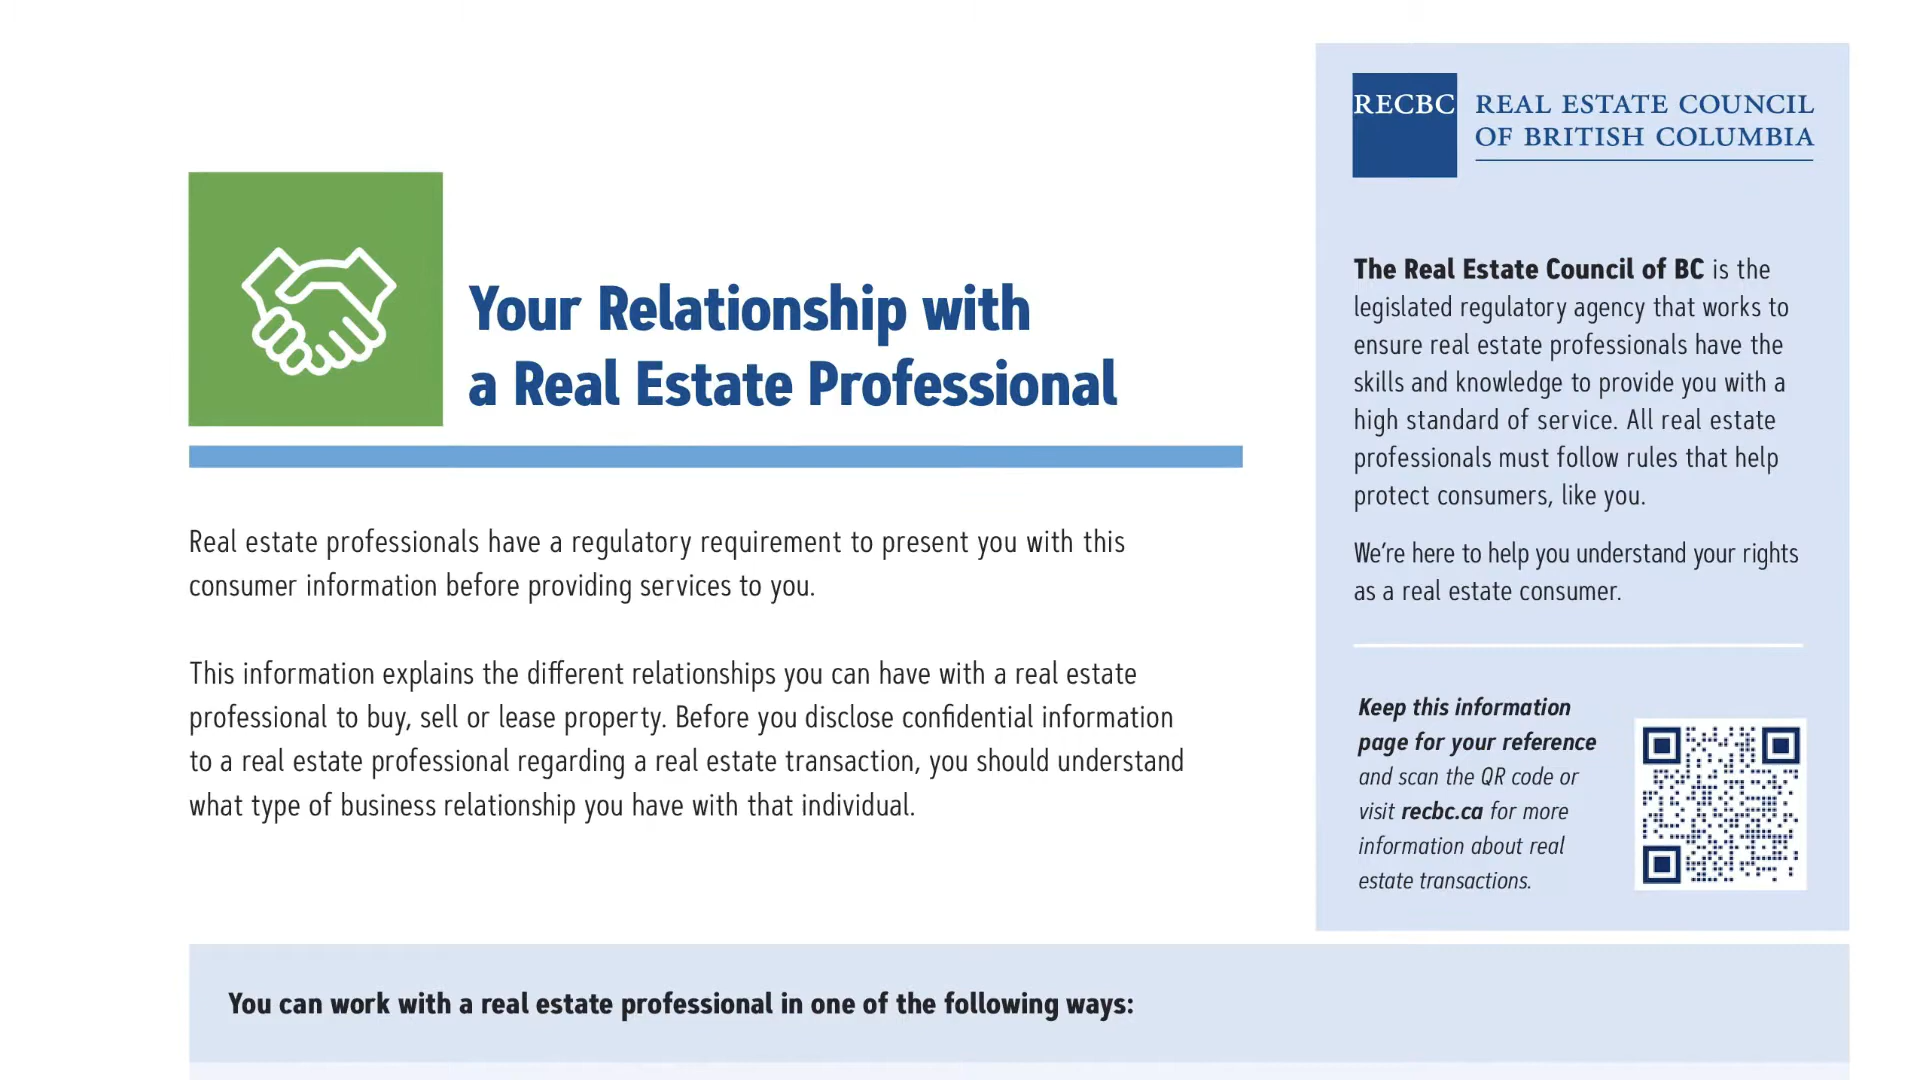 Your Relationship with
a Real Estate Professional
Real estate professionals have a regulatory requirement to present you with this
consumer information before providing services to you.
This information explains the different relationships you can have with a real estate
professional to buy, sell or lease property. Before you disclose confidential information
to a real estate professional regarding a real estate transaction, you should understand
what type of business relationship you have with that individual.
RECBC
REAL ESTATE COUNCIL
OF BRITISH COLUMBIA
The Real Estate Council of BC is the
legislated regulatory agency that works to
ensure real estate professionals have the
skills and knowledge to provide you with a
high standard of service. All real estate
professionals must follow rules that help
protect consumers, like you.
We're here to help you understand your rights
as a real estate consumer.
Keep this information
page for your reference
and scan the QR code or
visit recbc.ca for more
information about real
estate transactions.
You can work with a real estate professional in one of the following ways: